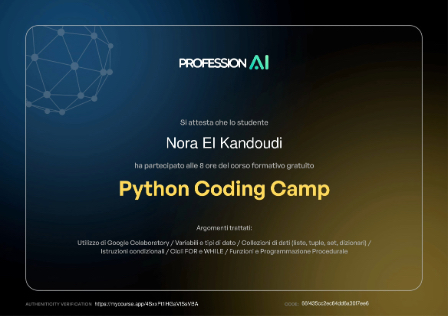 PROFESSION AI
Si attesta che lo studente
Nora El Kandoudi
ha partecipato alle 8 ore del corso formativo gratuito
Python Coding Camp
Argomenti trattati:
Utilizzo di Google Colaboratory / Variabili e tipi di dato / Collezioni di dati (liste, tuple, set, dizionari) /
Istruzioni condizionali / Cicli FOR e WHILE / Funzioni e Programmazione Procedurale
AUTHENTICITY VERIFICATION
CODE: